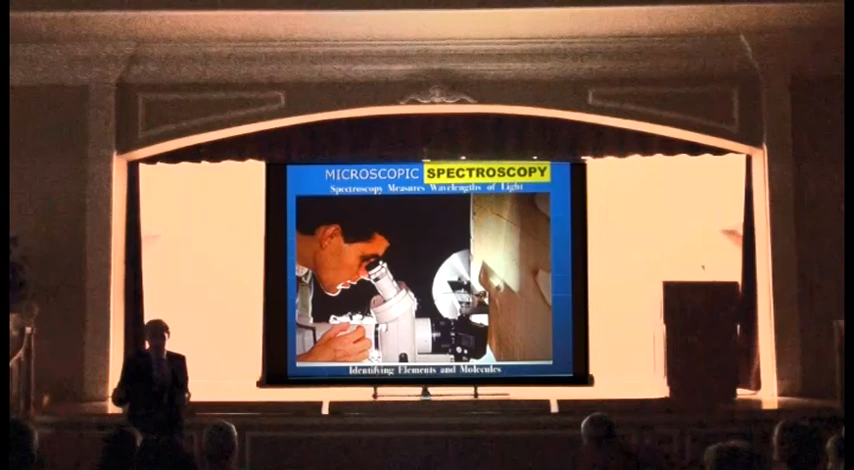 MICROSCOPIC SPECTROSCOPY
Spectroscopy Measures Wavelengths of Light
Identifying Elements and Molecules